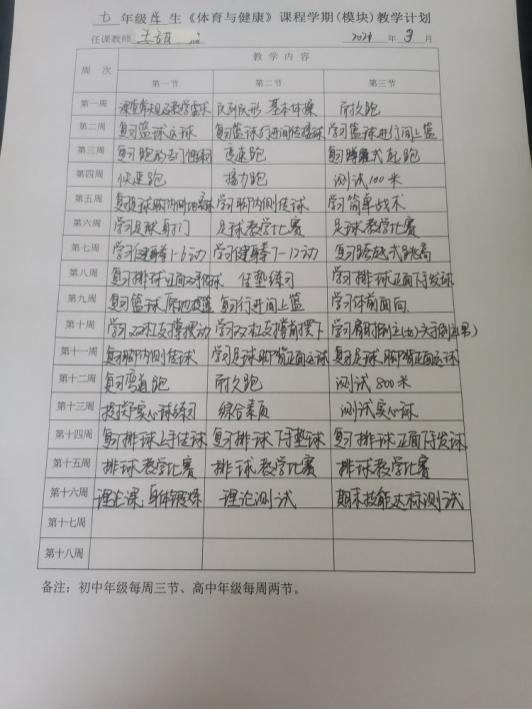 七年级学生《体育与健康》课程学期(模块)教学计划
任课教师 2024年3月
周次 教学内容
第一节 第二节 第三节
第一周 课堂常规及教学要求 队列队形 基本体操 耐久跑
第二周 复习篮球运球 复习篮球行进间传接球 学习篮球行进间上篮
第三周 复习跑的专门性练习 变速跑 复习蹲踞式起跑
第四周 快速跑 接力跑 测试100米
第五周 复习足球脚内侧传球 学习脚内侧传球 学习简单战术
第六周 学习足球射门 足球教学比赛 足球教学比赛
第七周 学习健身拳1-6动 学习健身拳7-12动 复习跨越式跳高
第八周 复习排球正面双手传球 传垫练习 学习排球正面下手发球
第九周 复习篮球原地 复习行进间上篮 学习体前
第十周 学习双杠支撑摆动 学习双杠支撑前摆下 学习肩肘倒立(女)头手倒立(男)
第十一周 复习脚内侧传球 学习足球脚背正面运球 复习足球脚背正面运球
第十二周 复习弯道跑 耐久跑 测试800米
第十三周 投掷实心球练习 综合素质 测试实心球
第十四周 复习排球上手传球 复习排球下手垫球 复习排球正面下手发球
第十五周 排球教学比赛 排球教学比赛 排球教学比赛
第十六周 理论课:身体锻炼 理论测试 期末技能达标测试
第十七周
第十八周
备注:初中年级每周三节、高中年级每周两节。